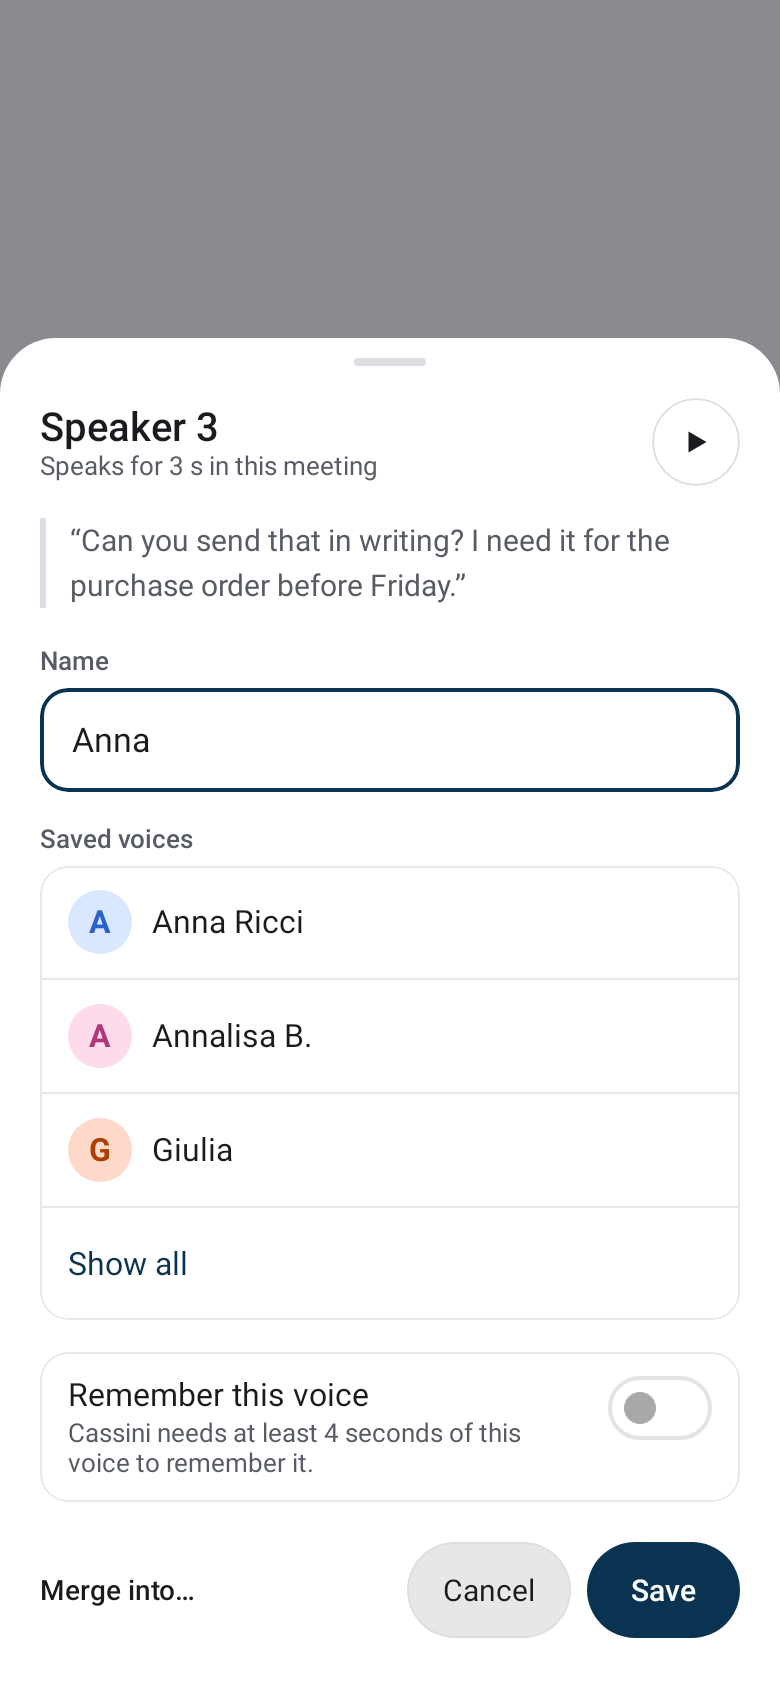 Speaker 3
Speaks for 3 s in this meeting
“Can you send that in writing? I need it for the
purchase order before Friday.”
Name
Anna
Saved voices
A Anna Ricci
A Annalisa B.
G Giulia
Show all
Remember this voice
Cassini needs at least 4 seconds of this
voice to remember it.
Merge into… Cancel Save